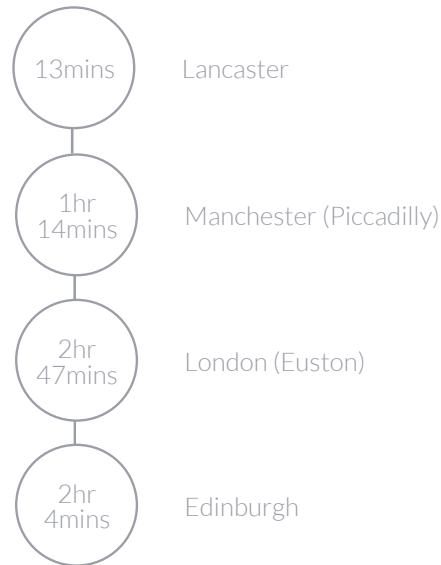 13mins
Lancaster
1hr
14mins
Manchester (Piccadilly)
2hr
47mins
London (Euston)
2hr
4mins
Edinburgh